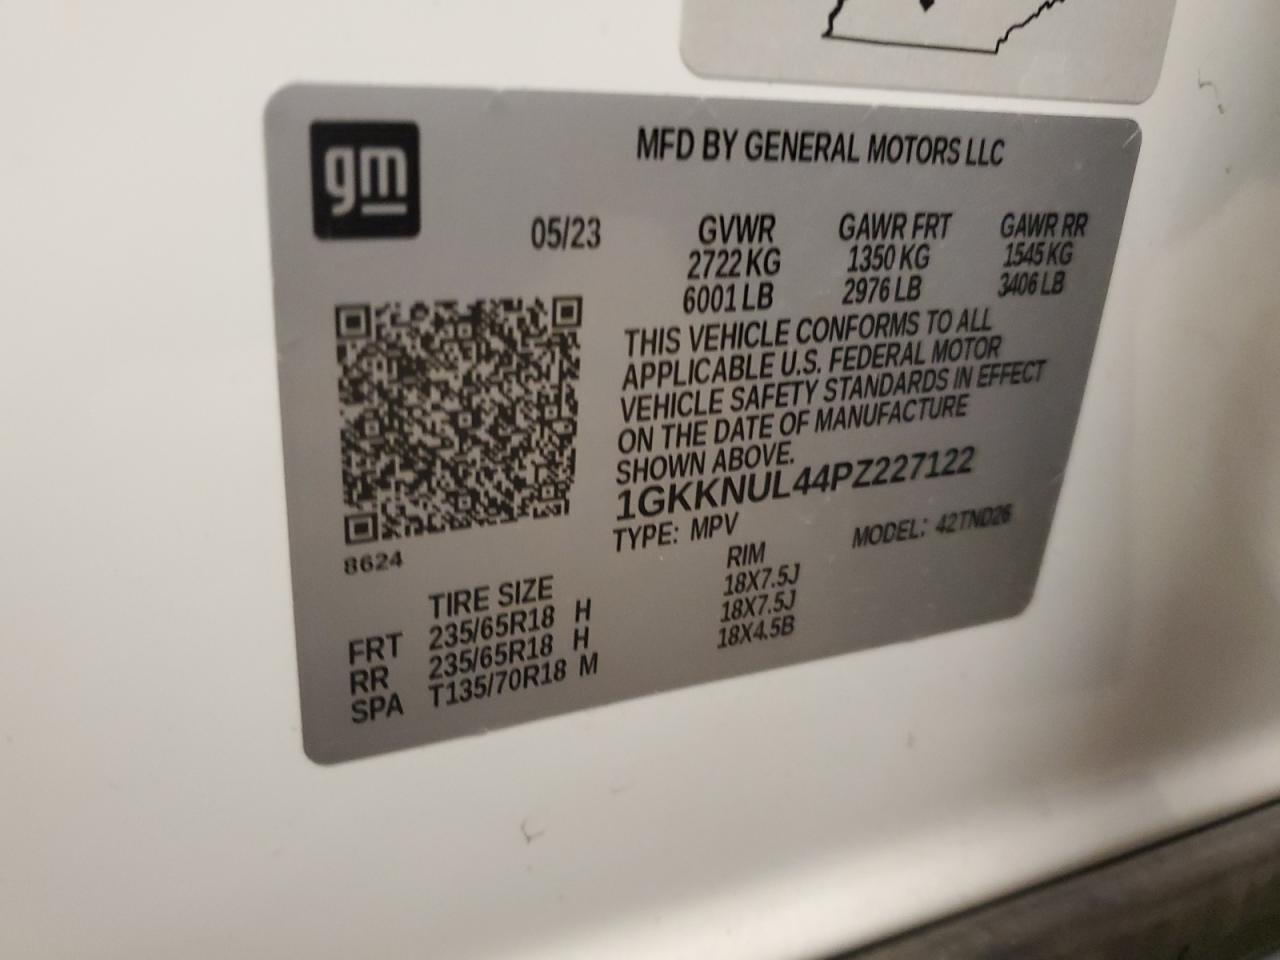 gm
MFD BY GENERAL MOTORS LLC
05/23 GVWR GAWR FRT GAWR RR
2722 KG 1350 KG 1545 KG
6001 LB 2976 LB 3406 LB
THIS VEHICLE CONFORMS TO ALL
APPLICABLE U.S. FEDERAL MOTOR
VEHICLE SAFETY STANDARDS IN EFFECT
ON THE DATE OF MANUFACTURE
SHOWN ABOVE.
1GKKNUL44PZ227122
TYPE: MPV MODEL: 42TND26
8624
TIRE SIZE RIM
FRT 235/65R18 H 18X7.5J
RR 235/65R18 H 18X7.5J
SPA T135/70R18 M 18X4.5B